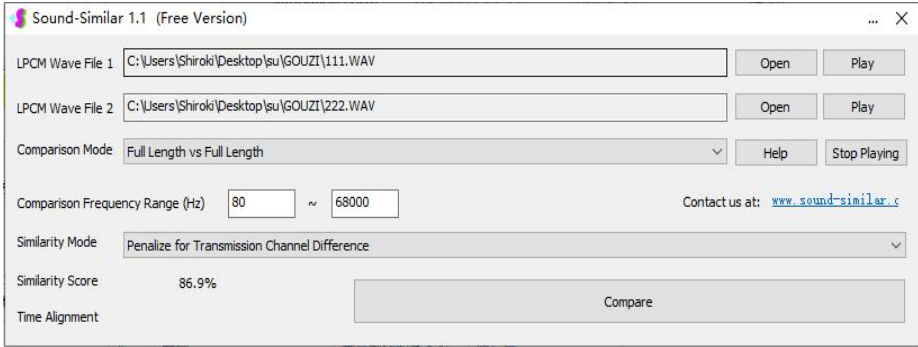 Sound-Similar 1.1 (Free Version) ...
LPCM Wave File 1 C:\Users\Shiroki\Desktop\su\GOUZI\111.WAV Open Play
LPCM Wave File 2 C:\Users\Shiroki\Desktop\su\GOUZI\222.WAV Open Play
Comparison Mode Full Length vs Full Length Help Stop Playing
Comparison Frequency Range (Hz) 80 ~ 68000 Contact us at: www.sound-similar.c
Similarity Mode Penalize for Transmission Channel Difference
Similarity Score 86.9%
Compare
Time Alignment